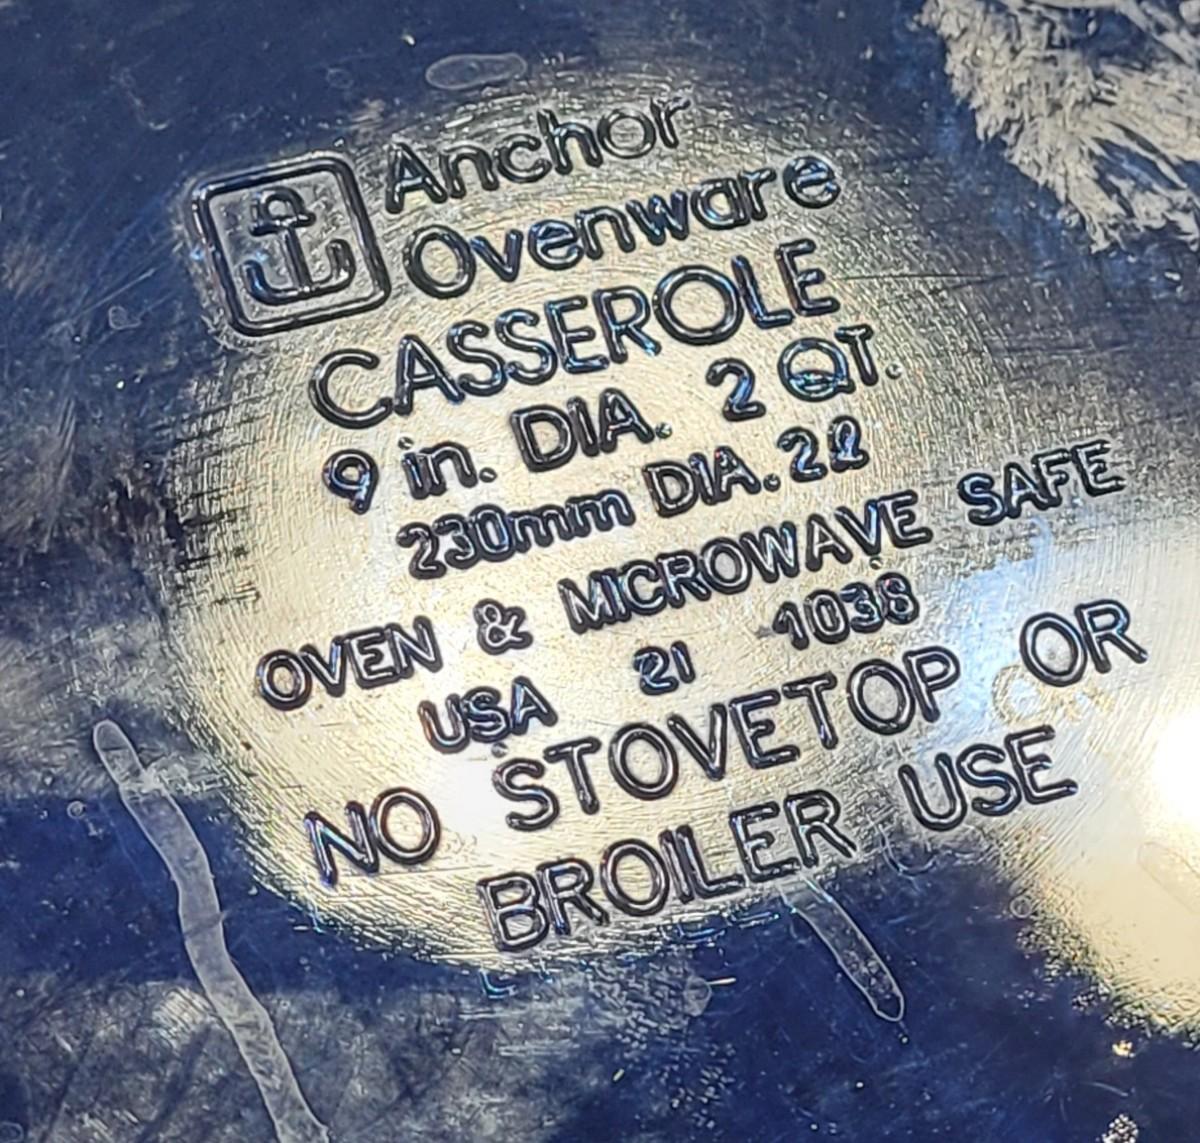 Anchor
Ovenware
CASSEROLE
9 in. DIA. 2 QT.
230mm DIA. 2ℓ
OVEN & MICROWAVE SAFE
USA 21 1038
NO STOVETOP OR
BROILER USE